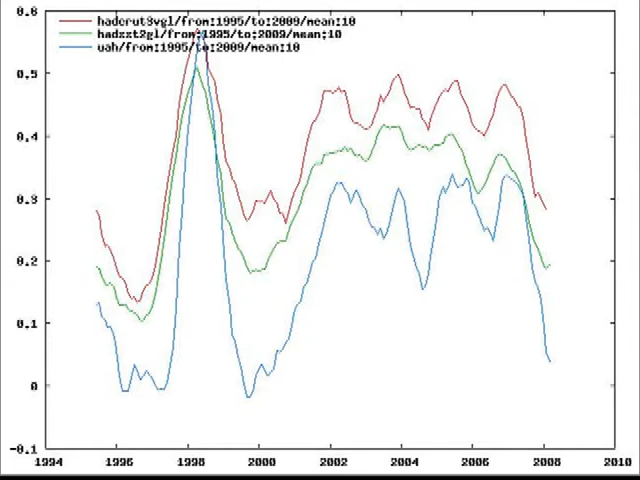 0.6
hadcrut3vgl/from:1995/to:2009/mean:10
hadsst2gl/from:1995/to:2009/mean:10
uah/from:1995/to:2009/mean:10
0.5
0.4
0.3
0.2
0.1
0
-0.1
1994 1996 1998 2000 2002 2004 2006 2008 2010